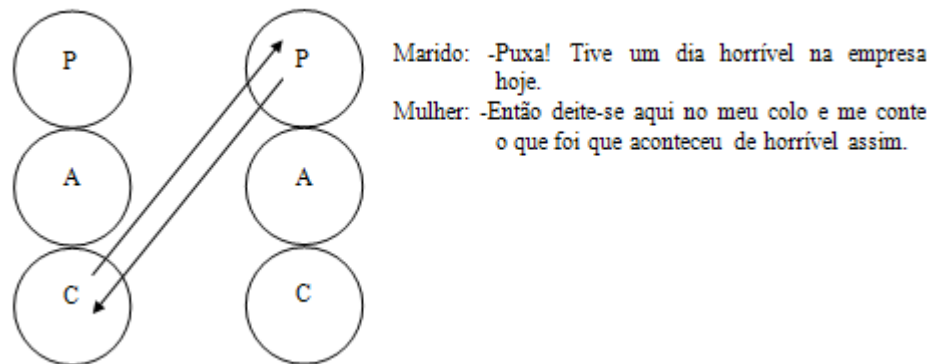 P
P
Marido: -Puxa! Tive um dia horrível na empresa
hoje.
Mulher: -Então deite-se aqui no meu colo e me conte
o que foi que aconteceu de horrível assim.
A
A
C
C